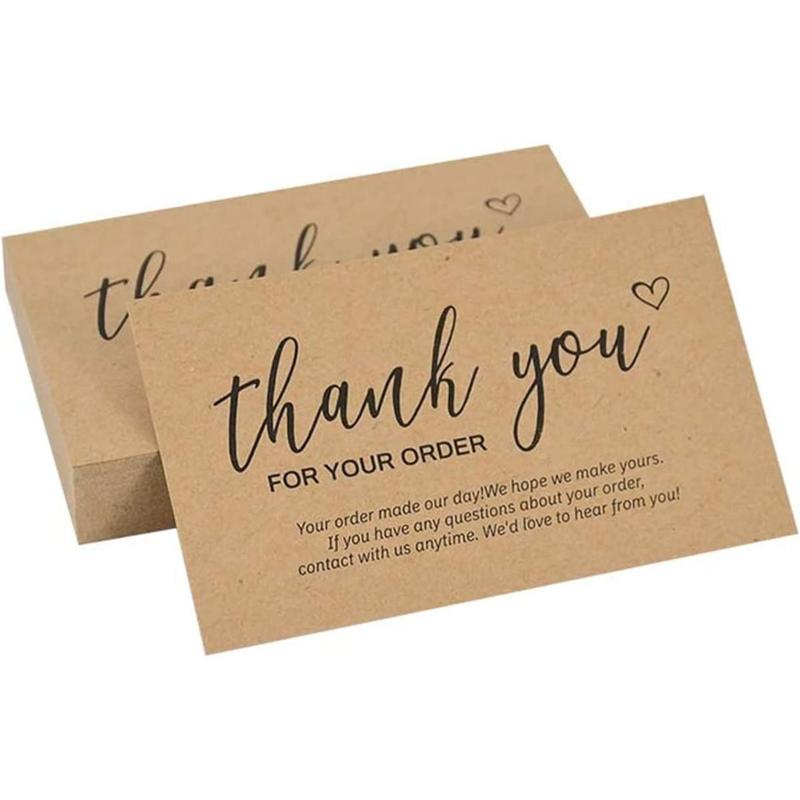 thank you
thank you
FOR YOUR ORDER
Your order made our day!We hope we make yours.
If you have any questions about your order,
contact with us anytime. We'd love to hear from you!